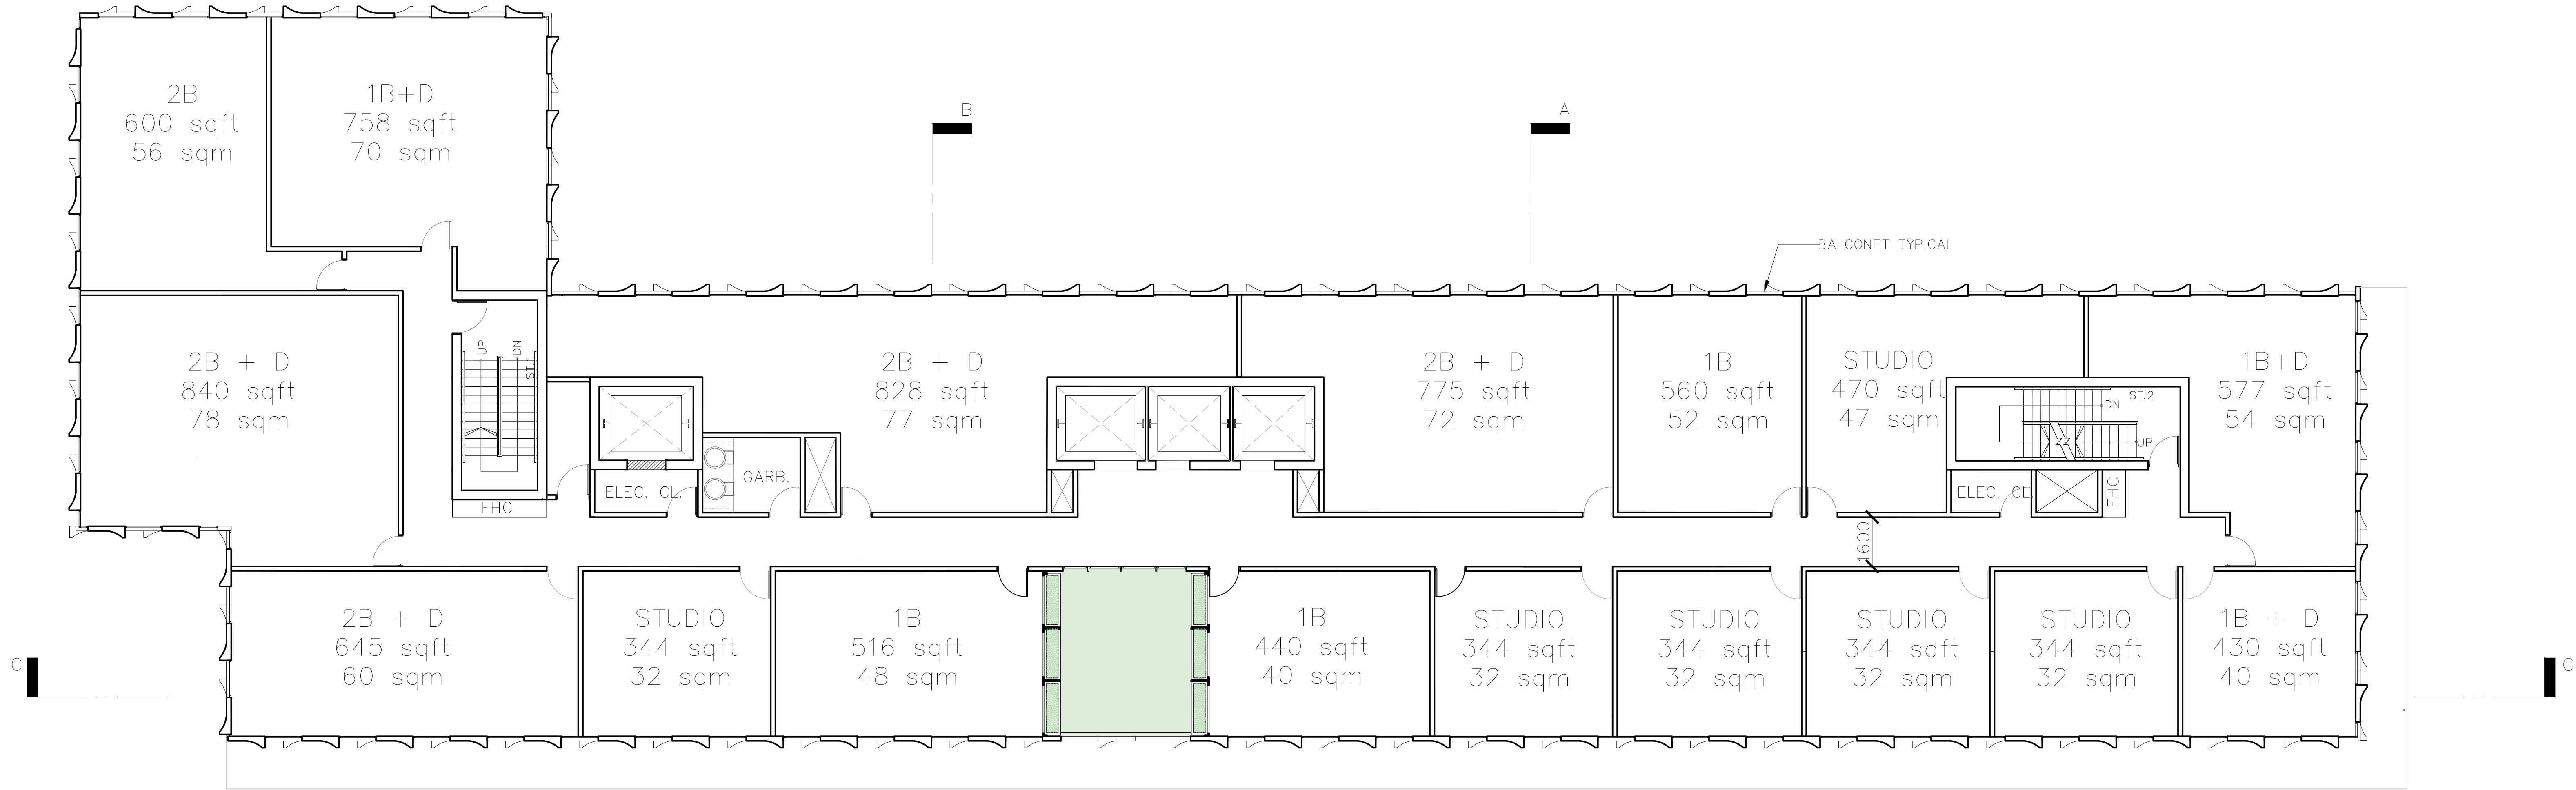 2B
600 sqft
56 sqm
1B+D
758 sqft
70 sqm
B
A
BALCONET TYPICAL
2B + D
840 sqft
78 sqm
UP
DN
ST.1
2B + D
828 sqft
77 sqm
2B + D
775 sqft
72 sqm
1B
560 sqft
52 sqm
STUDIO
470 sqft
47 sqm
1B+D
577 sqft
54 sqm
ST.2
DN
UP
FHC
ELEC. CL.
GARB.
ELEC. CL.
FHC
1600
2B + D
645 sqft
60 sqm
STUDIO
344 sqft
32 sqm
1B
516 sqft
48 sqm
1B
440 sqft
40 sqm
STUDIO
344 sqft
32 sqm
STUDIO
344 sqft
32 sqm
STUDIO
344 sqft
32 sqm
STUDIO
344 sqft
32 sqm
1B + D
430 sqft
40 sqm
C
C